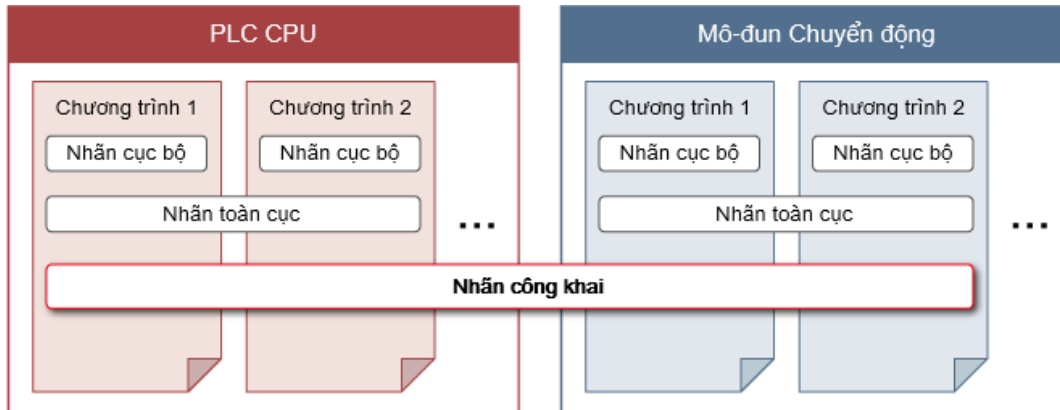 PLC CPU
Mô-đun Chuyển động
Chương trình 1
Chương trình 2
Chương trình 1
Chương trình 2
Nhãn cục bộ
Nhãn cục bộ
Nhãn cục bộ
Nhãn cục bộ
Nhãn toàn cục
...
Nhãn toàn cục
...
Nhãn công khai